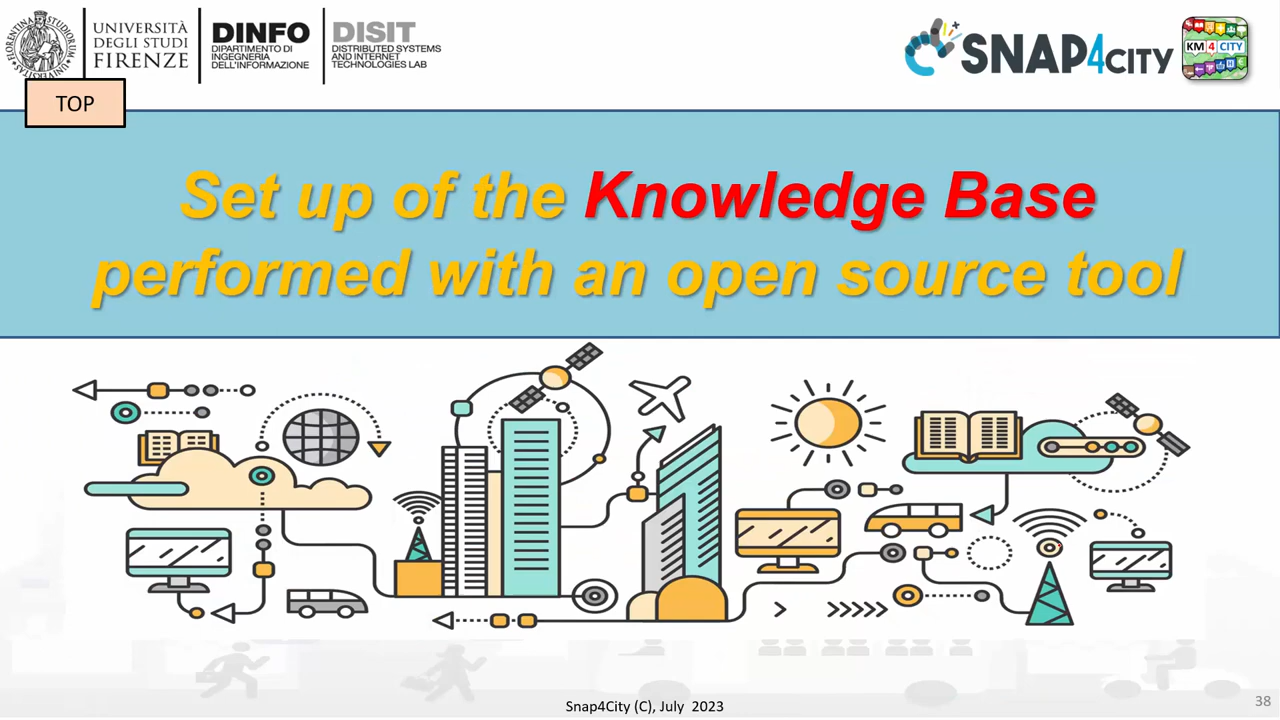 UNIVERSITÀ
DEGLI STUDI
FIRENZE
DINFO
DIPARTIMENTO DI
INGEGNERIA
DELL'INFORMAZIONE
DISIT
DISTRIBUTED SYSTEMS
AND INTERNET
TECHNOLOGIES LAB
SNAP4CITY
KM4CITY
TOP
Set up of the Knowledge Base
performed with an open source tool
Snap4City (C), July 2023
38